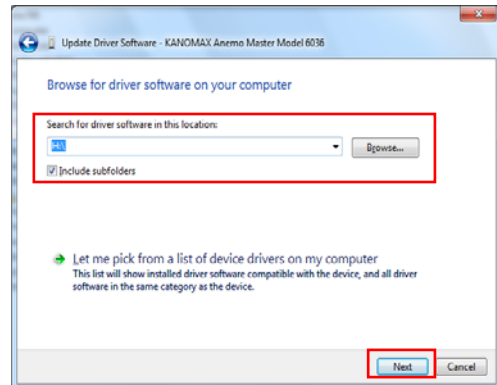 Update Driver Software - KANOMAX Anemo Master Model 6036
Browse for driver software on your computer
Search for driver software in this location:
H:\
Browse...
Include subfolders
Let me pick from a list of device drivers on my computer
This list will show installed driver software compatible with the device, and all driver
software in the same category as the device.
Next
Cancel